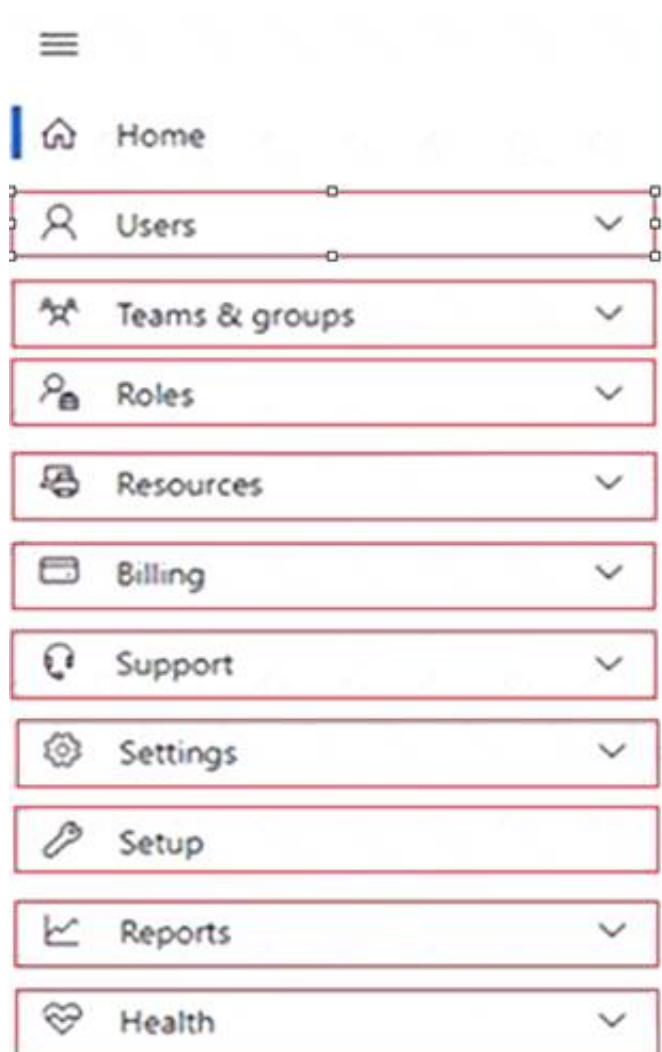 Home
Users
Teams & groups
Roles
Resources
Billing
Support
Settings
Setup
Reports
Health